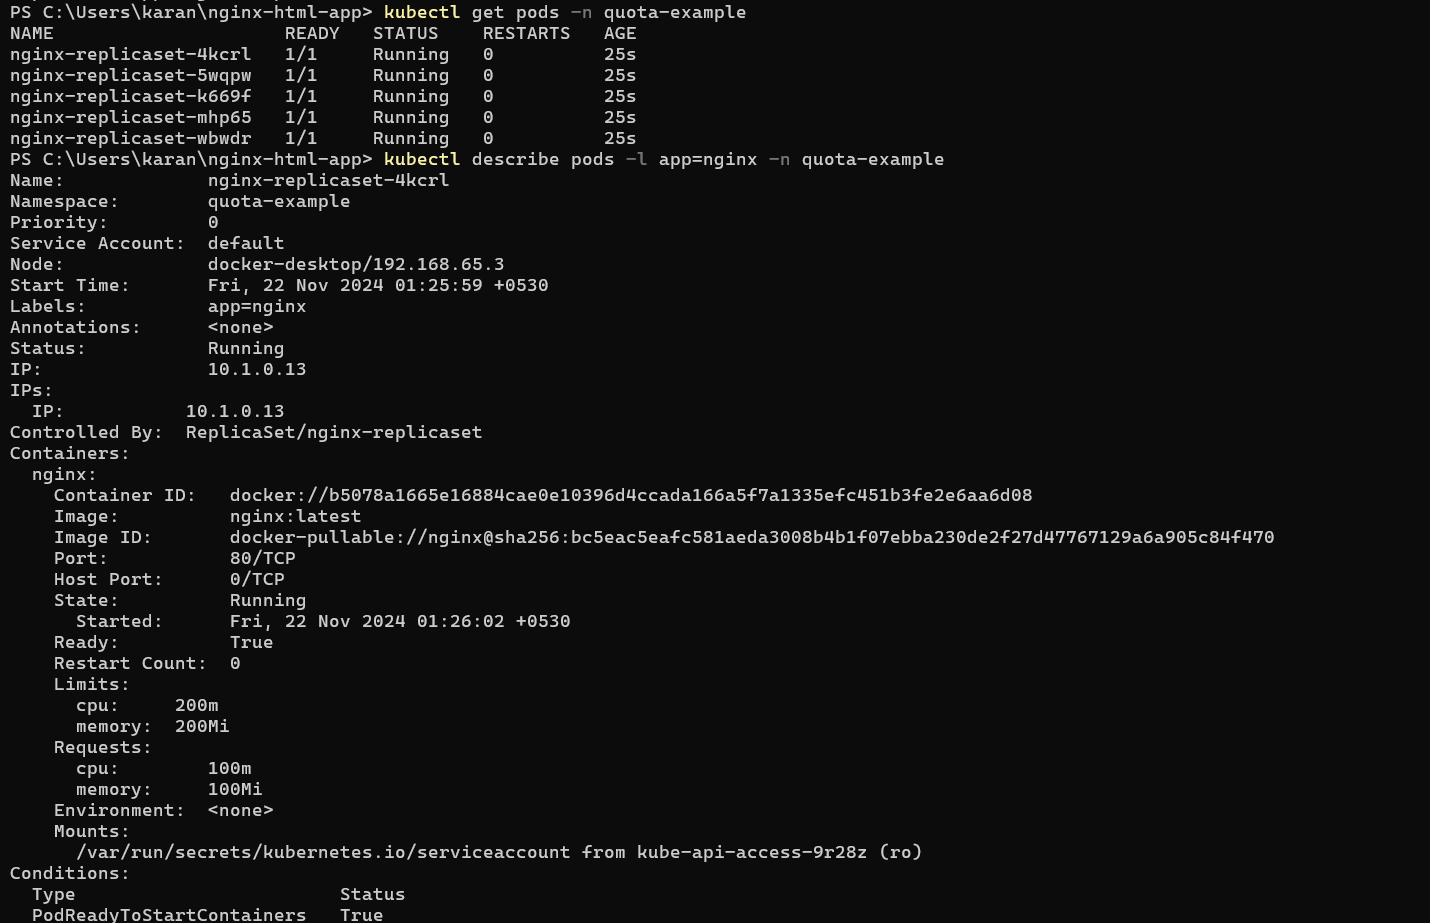 PS C:\Users\karan\nginx-html-app> kubectl get pods -n quota-example
NAME                     READY   STATUS    RESTARTS   AGE
nginx-replicaset-4kcrl   1/1     Running   0          25s
nginx-replicaset-5wqpw   1/1     Running   0          25s
nginx-replicaset-k669f   1/1     Running   0          25s
nginx-replicaset-mhp65   1/1     Running   0          25s
nginx-replicaset-wbwdr   1/1     Running   0          25s
PS C:\Users\karan\nginx-html-app> kubectl describe pods -l app=nginx -n quota-example
Name:             nginx-replicaset-4kcrl
Namespace:        quota-example
Priority:         0
Service Account:  default
Node:             docker-desktop/192.168.65.3
Start Time:       Fri, 22 Nov 2024 01:25:59 +0530
Labels:           app=nginx
Annotations:      <none>
Status:           Running
IP:               10.1.0.13
IPs:
  IP:           10.1.0.13
Controlled By:  ReplicaSet/nginx-replicaset
Containers:
  nginx:
    Container ID:   docker://b5078a1665e16884cae0e10396d4ccada166a5f7a1335efc451b3fe2e6aa6d08
    Image:          nginx:latest
    Image ID:       docker-pullable://nginx@sha256:bc5eac5eafc581aeda3008b4b1f07ebba230de2f27d47767129a6a905c84f470
    Port:           80/TCP
    Host Port:      0/TCP
    State:          Running
      Started:      Fri, 22 Nov 2024 01:26:02 +0530
    Ready:          True
    Restart Count:  0
    Limits:
      cpu:     200m
      memory:  200Mi
    Requests:
      cpu:        100m
      memory:     100Mi
    Environment:  <none>
    Mounts:
      /var/run/secrets/kubernetes.io/serviceaccount from kube-api-access-9r28z (ro)
Conditions:
  Type                        Status
  PodReadyToStartContainers   True